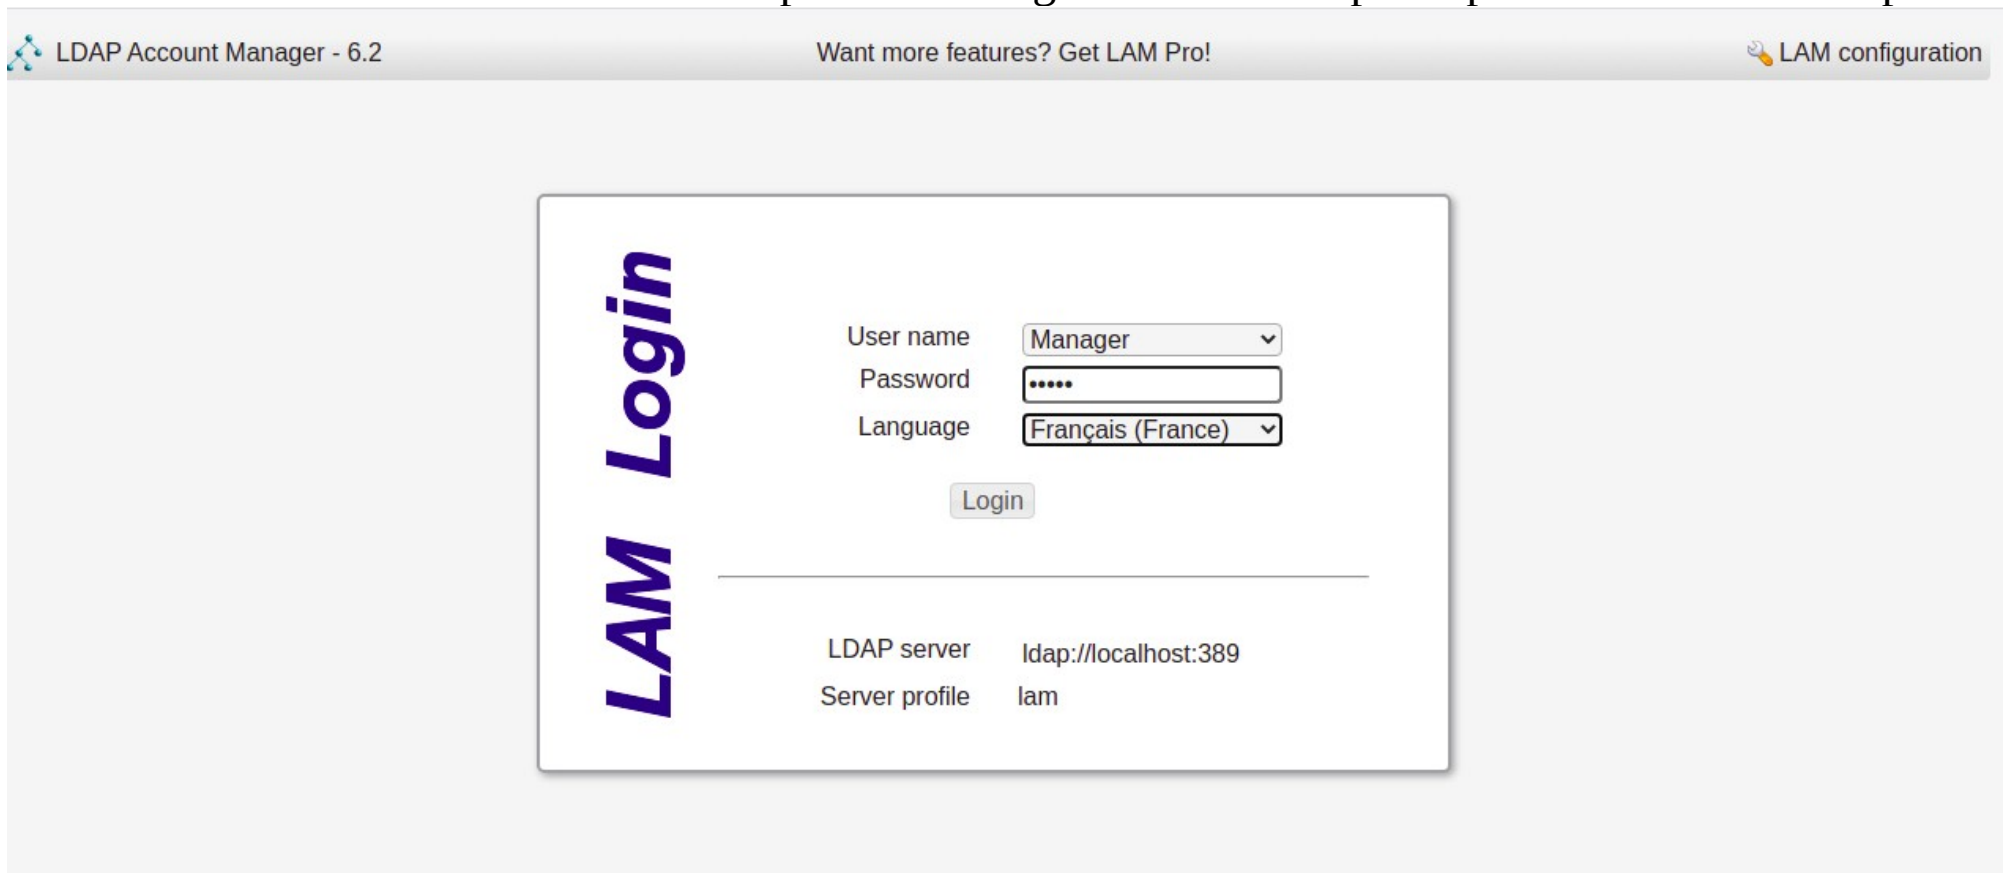 LDAP Account Manager - 6.2 Want more features? Get LAM Pro! LAM configuration
LAM Login
User name Manager
Password •••••
Language Français (France)
Login
LDAP server ldap://localhost:389
Server profile lam